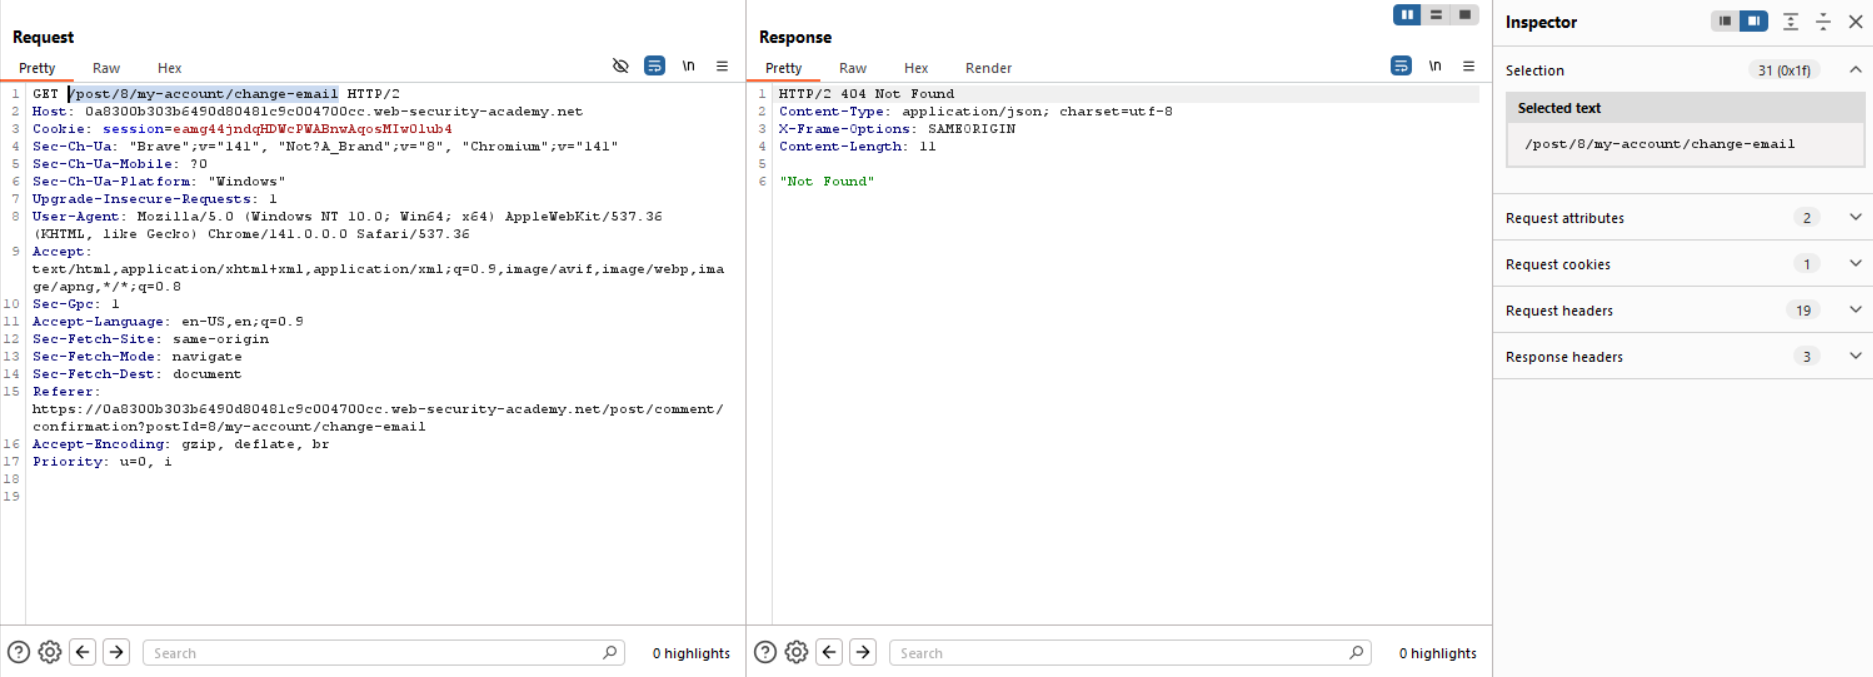 Request
Pretty Raw Hex
\n
1 GET /post/8/my-account/change-email HTTP/2
2 Host: 0a8300b303b6490d80481c9c004700cc.web-security-academy.net
3 Cookie: session=eamg44jndqHDWcPWABnwAqosMIwOlub4
4 Sec-Ch-Ua: "Brave";v="141", "Not?A_Brand";v="8", "Chromium";v="141"
5 Sec-Ch-Ua-Mobile: ?0
6 Sec-Ch-Ua-Platform: "Windows"
7 Upgrade-Insecure-Requests: 1
8 User-Agent: Mozilla/5.0 (Windows NT 10.0; Win64; x64) AppleWebKit/537.36
(KHTML, like Gecko) Chrome/141.0.0.0 Safari/537.36
9 Accept:
text/html,application/xhtml+xml,application/xml;q=0.9,image/avif,image/webp,ima
ge/apng,*/*;q=0.8
10 Sec-Gpc: 1
11 Accept-Language: en-US,en;q=0.9
12 Sec-Fetch-Site: same-origin
13 Sec-Fetch-Mode: navigate
14 Sec-Fetch-Dest: document
15 Referer:
https://0a8300b303b6490d80481c9c004700cc.web-security-academy.net/post/comment/
confirmation?postId=8/my-account/change-email
16 Accept-Encoding: gzip, deflate, br
17 Priority: u=0, i
18
19
Search
0 highlights
Response
Pretty Raw Hex Render
\n
1 HTTP/2 404 Not Found
2 Content-Type: application/json; charset=utf-8
3 X-Frame-Options: SAMEORIGIN
4 Content-Length: 11
5
6 "Not Found"
Search
0 highlights
Inspector
Selection 31 (0x1f)
Selected text
/post/8/my-account/change-email
Request attributes 2
Request cookies 1
Request headers 19
Response headers 3